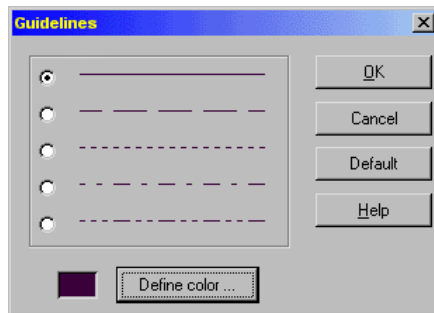 Guidelines
OK
Cancel
Default
Help
Define color ...